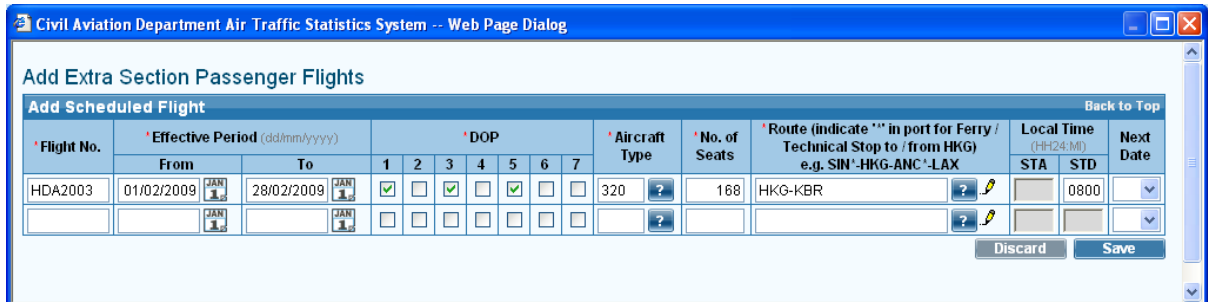 Civil Aviation Department Air Traffic Statistics System -- Web Page Dialog
Add Extra Section Passenger Flights
Add Scheduled Flight Back to Top
*Flight No. *Effective Period (dd/mm/yyyy) *DOP *Aircraft Type *No. of Seats *Route (indicate '*' in port for Ferry / Technical Stop to / from HKG) e.g. SIN*-HKG-ANC*-LAX Local Time (HH24:MI) Next Date
From To 1 2 3 4 5 6 7 STA STD
HDA2003 01/02/2009 JAN 1 28/02/2009 JAN 1 320 ? 168 HKG-KBR ? 0800
JAN 1 JAN 1 ? ?
Discard Save